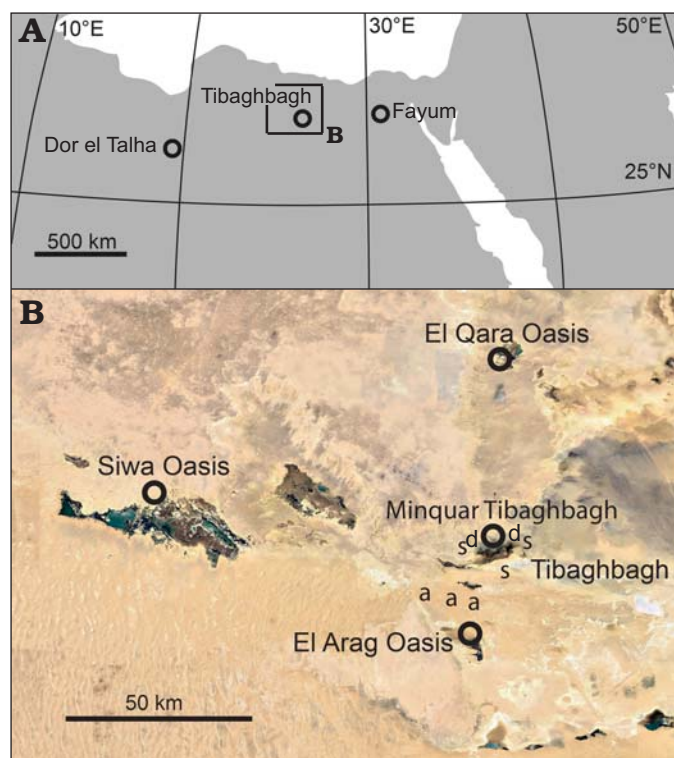 A
10°E
30°E
50°E
Tibaghbagh
Fayum
B
Dor el Talha
25°N
500 km
B
El Qara Oasis
Siwa Oasis
Minquar Tibaghbagh
s d d s
s Tibaghbagh
a a a
El Arag Oasis
50 km